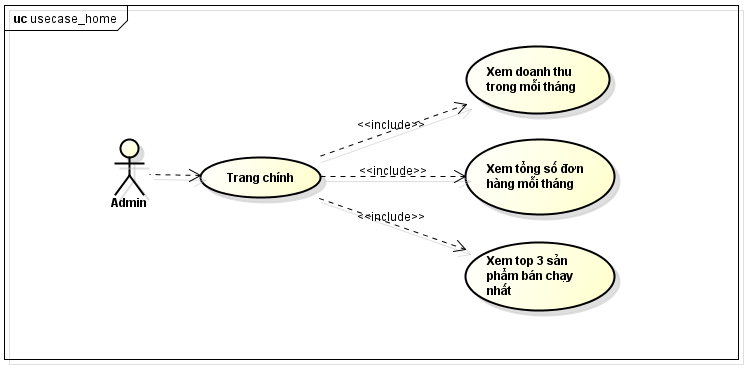 uc usecase_home
Xem doanh thu
trong mỗi tháng
<<include>>
Admin
Trang chính
<<include>>
Xem tổng số đơn
hàng mỗi tháng
<<include>>
Xem top 3 sản
phẩm bán chạy
nhất